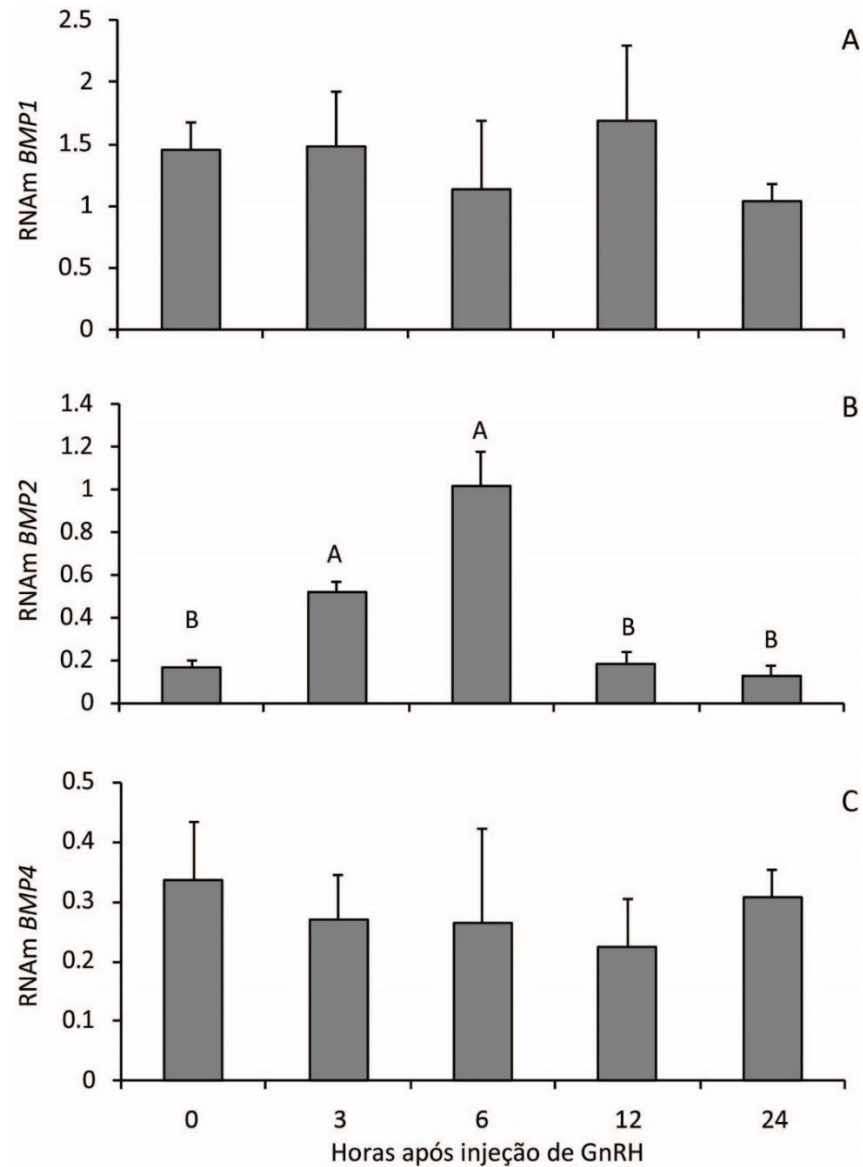 A
RNAm BMP1
2.5
2
1.5
1
0.5
0
B
RNAm BMP2
1.4
1.2
1
0.8
0.6
0.4
0.2
0
B
A
A
B
B
C
RNAm BMP4
0.5
0.4
0.3
0.2
0.1
0
0 3 6 12 24
Horas após injeção de GnRH